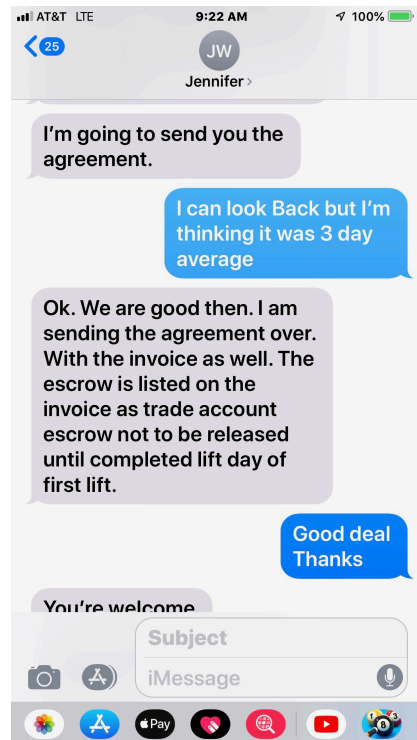 AT&T LTE 9:22 AM 100%
25
JW
Jennifer
I'm going to send you the
agreement.
I can look Back but I'm
thinking it was 3 day
average
Ok. We are good then. I am
sending the agreement over.
With the invoice as well. The
escrow is listed on the
invoice as trade account
escrow not to be released
until completed lift day of
first lift.
Good deal
Thanks
You're welcome
Subject
iMessage
Pay
1 8 3